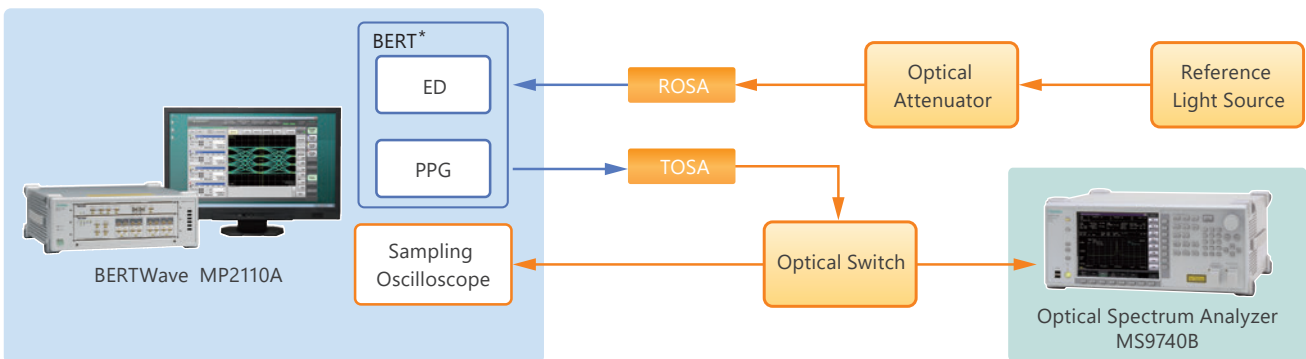 BERT*
ED
ROSA
Optical
Attenuator
Reference
Light Source
PPG
TOSA
BERTWave MP2110A
Sampling
Oscilloscope
Optical Switch
Optical Spectrum Analyzer
MS9740B